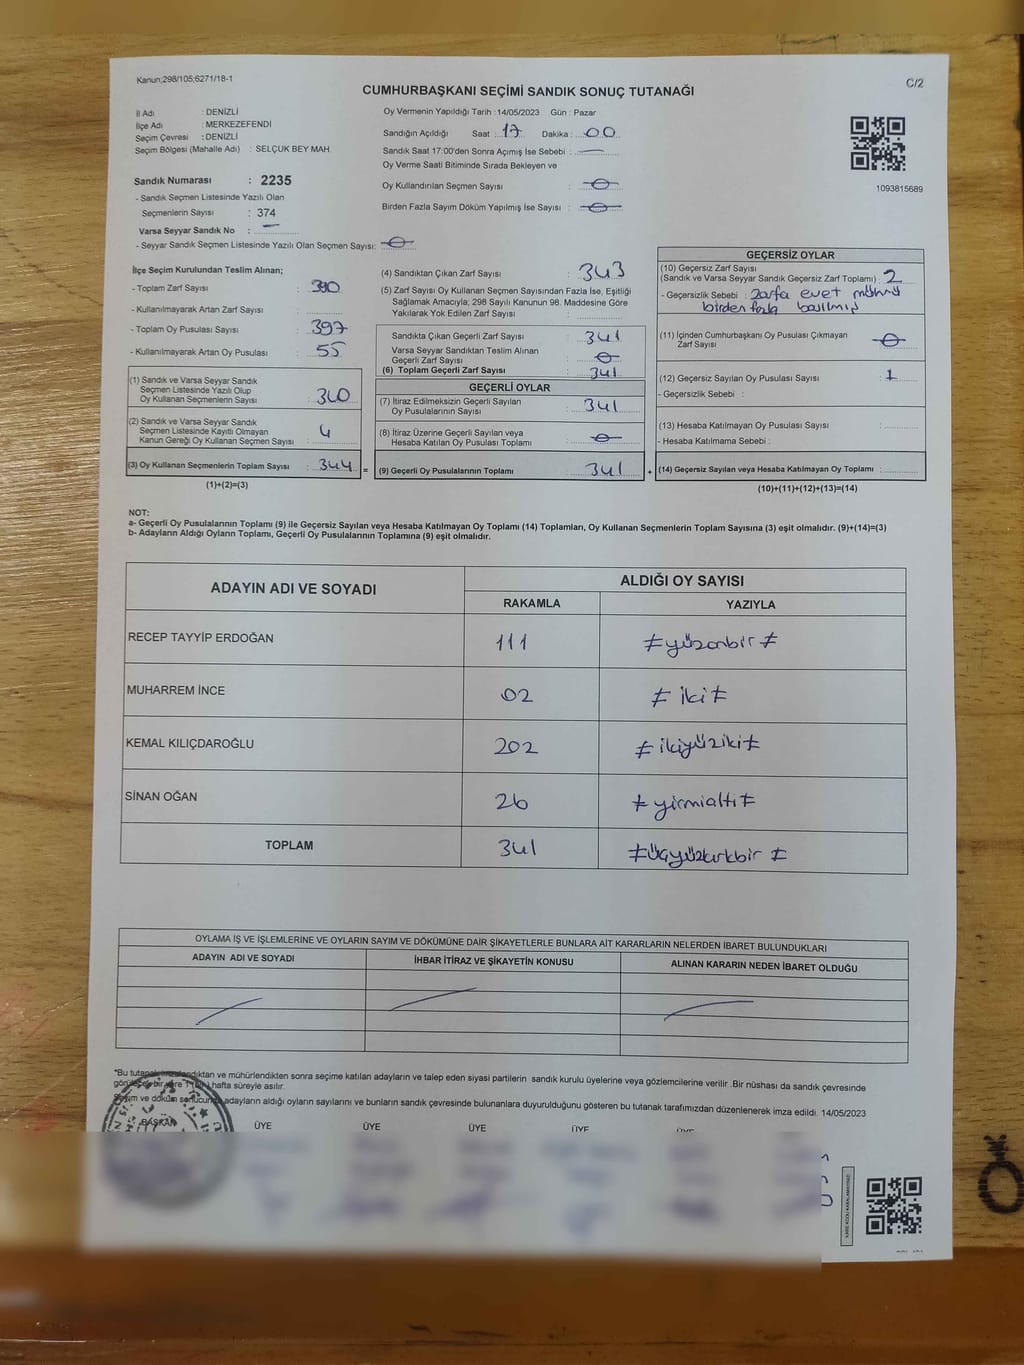 Kanun;298/105;6271/18-1
C/2
CUMHURBAŞKANI SEÇİMİ SANDIK SONUÇ TUTANAĞI
İl Adı : DENİZLİ
İlçe Adı : MERKEZEFENDİ
Seçim Çevresi : DENİZLİ
Seçim Bölgesi (Mahalle Adı) : SELÇUK BEY MAH.
Sandık Numarası : 2235
- Sandık Seçmen Listesinde Yazılı Olan
Seçmenlerin Sayısı : 374
Varsa Seyyar Sandık No : —
- Seyyar Sandık Seçmen Listesinde Yazılı Olan Seçmen Sayısı: 0
Oy Vermenin Yapıldığı Tarih : 14/05/2023 Gün : Pazar
Sandığın Açıldığı Saat : 17 Dakika : 00
Sandık Saat 17:00'den Sonra Açımış İse Sebebi : —
Oy Verme Saati Bitiminde Sırada Bekleyen ve
Oy Kullandırılan Seçmen Sayısı : 0
Birden Fazla Sayım Döküm Yapılmış İse Sayısı : 0
1093815689
İlçe Seçim Kurulundan Teslim Alınan;
- Toplam Zarf Sayısı : 390
- Kullanılmayarak Artan Zarf Sayısı :
- Toplam Oy Pusulası Sayısı : 397
- Kullanılmayarak Artan Oy Pusulası : 55
(1) Sandık ve Varsa Seyyar Sandık
Seçmen Listesinde Yazılı Olup
Oy Kullanan Seçmenlerin Sayısı : 340
(2) Sandık ve Varsa Seyyar Sandık
Seçmen Listesinde Kayıtlı Olmayan
Kanun Gereği Oy Kullanan Seçmen Sayısı : 4
(3) Oy Kullanan Seçmenlerin Toplam Sayısı : 344 =
(1)+(2)=(3)
(4) Sandıktan Çıkan Zarf Sayısı : 343
(5) Zarf Sayısı Oy Kullanan Seçmen Sayısından Fazla İse, Eşitliği
Sağlamak Amacıyla; 298 Sayılı Kanunun 98. Maddesine Göre
Yakılarak Yok Edilen Zarf Sayısı :
Sandıkta Çıkan Geçerli Zarf Sayısı : 341
Varsa Seyyar Sandıktan Teslim Alınan
Geçerli Zarf Sayısı : 0
(6) Toplam Geçerli Zarf Sayısı : 341
GEÇERLİ OYLAR
(7) İtiraz Edilmeksizin Geçerli Sayılan
Oy Pusulalarının Sayısı : 341
(8) İtiraz Üzerine Geçerli Sayılan veya
Hesaba Katılan Oy Pusulası Toplamı : 0
(9) Geçerli Oy Pusulalarının Toplamı : 341 +
GEÇERSİZ OYLAR
(10) Geçersiz Zarf Sayısı
(Sandık ve Varsa Seyyar Sandık Geçersiz Zarf Toplamı) : 2
- Geçersizlik Sebebi : zarfa evet mührü
birden fazla basılmış
(11) İçinden Cumhurbaşkanı Oy Pusulası Çıkmayan
Zarf Sayısı : 0
(12) Geçersiz Sayılan Oy Pusulası Sayısı : 1
- Geçersizlik Sebebi :
(13) Hesaba Katılmayan Oy Pusulası Sayısı :
- Hesaba Katılmama Sebebi :
(14) Geçersiz Sayılan veya Hesaba Katılmayan Oy Toplamı :
(10)+(11)+(12)+(13)=(14)
NOT:
a- Geçerli Oy Pusulalarının Toplamı (9) ile Geçersiz Sayılan veya Hesaba Katılmayan Oy Toplamı (14) Toplamları, Oy Kullanan Seçmenlerin Toplam Sayısına (3) eşit olmalıdır. (9)+(14)=(3)
b- Adayların Aldığı Oyların Toplamı, Geçerli Oy Pusulalarının Toplamına (9) eşit olmalıdır.
ADAYIN ADI VE SOYADI ALDIĞI OY SAYISI
RAKAMLA YAZIYLA
RECEP TAYYİP ERDOĞAN 111 ≠ yüzonbir ≠
MUHARREM İNCE 02 ≠ iki ≠
KEMAL KILIÇDAROĞLU 202 ≠ ikiyüziki ≠
SİNAN OĞAN 26 ≠ yirmialtı ≠
TOPLAM 341 ≠ üçyüzkırkbir ≠
OYLAMA İŞ VE İŞLEMLERİNE VE OYLARIN SAYIM VE DÖKÜMÜNE DAİR ŞİKAYETLERLE BUNLARA AİT KARARLARIN NELERDEN İBARET BULUNDUKLARI
ADAYIN ADI VE SOYADI İHBAR İTİRAZ VE ŞİKAYETİN KONUSU ALINAN KARARIN NEDEN İBARET OLDUĞU
*Bu tutanak imzalandıktan ve mühürlendikten sonra seçime katılan adayların ve talep eden siyasi partilerin sandık kurulu üyelerine veya gözlemcilerine verilir .Bir nüshası da sandık çevresinde
görülecek bir yere 1 (bir) hafta süreyle asılır.
Sayım ve döküm sonucunda adayların aldığı oyların sayılarını ve bunların sandık çevresinde bulunanlara duyurulduğunu gösteren bu tutanak tarafımızdan düzenlenerek imza edildi. 14/05/2023
BAŞKAN ÜYE ÜYE ÜYE ÜYE ÜYE